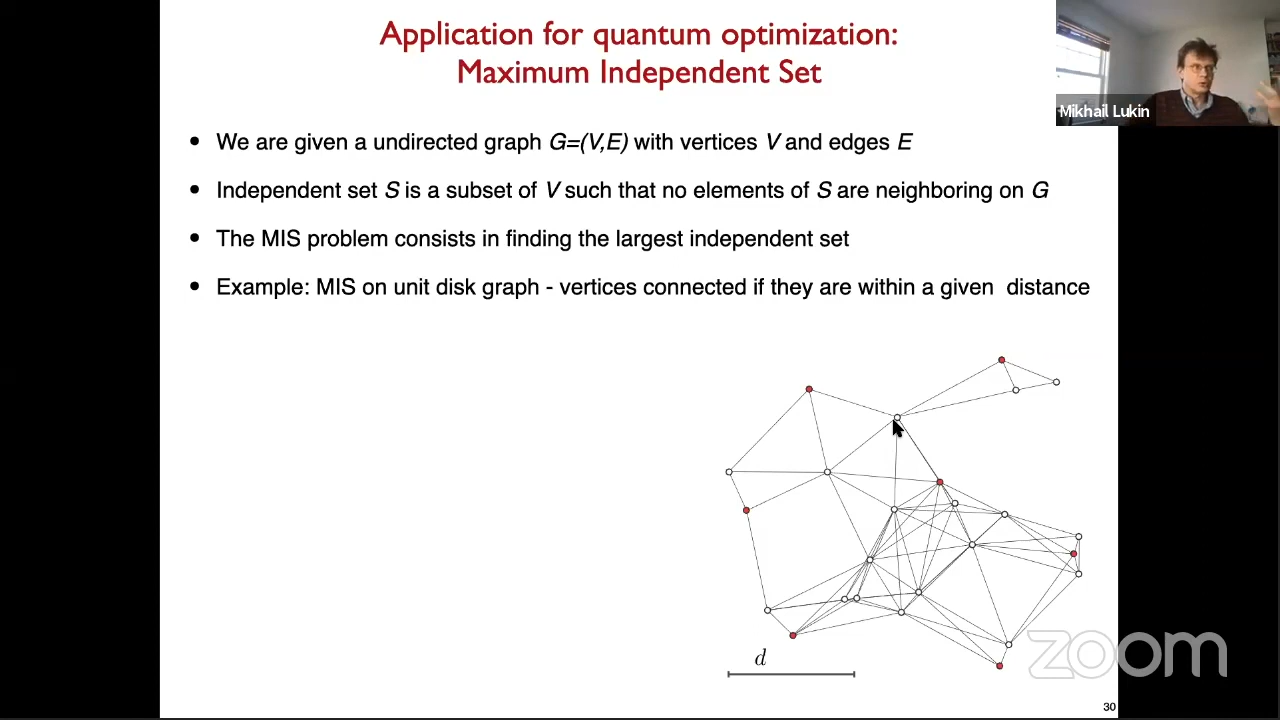 Application for quantum optimization:
Maximum Independent Set
Mikhail Lukin
• We are given a undirected graph G=(V,E) with vertices V and edges E
• Independent set S is a subset of V such that no elements of S are neighboring on G
• The MIS problem consists in finding the largest independent set
• Example: MIS on unit disk graph - vertices connected if they are within a given distance
d
zoom
30